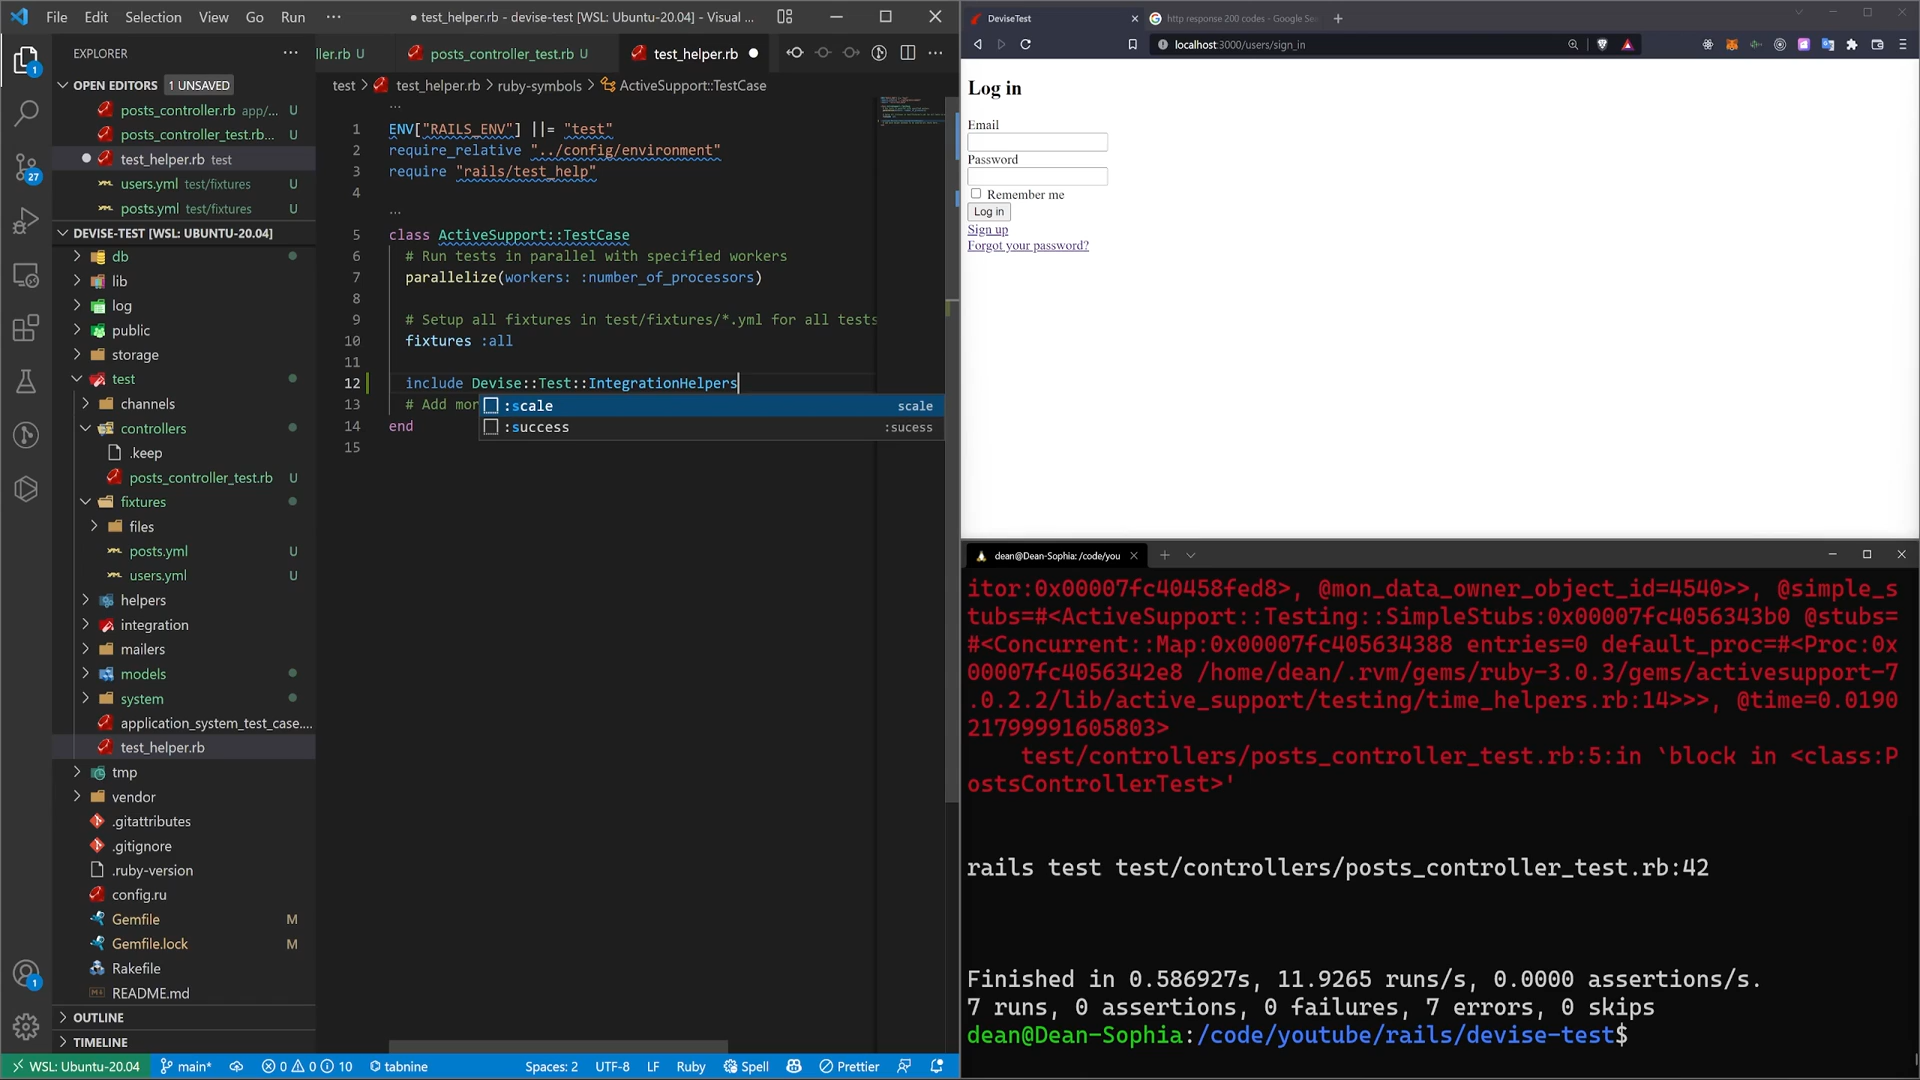 File Edit Selection View Go Run ··· ● test_helper.rb - devise-test [WSL: Ubuntu-20.04] - Visual ...
EXPLORER ···
OPEN EDITORS 1 UNSAVED
posts_controller.rb app/... U
posts_controller_test.rb... U
test_helper.rb test
users.yml test/fixtures U
posts.yml test/fixtures U
DEVISE-TEST [WSL: UBUNTU-20.04]
db
lib
log
public
storage
test
channels
controllers
.keep
posts_controller_test.rb U
fixtures
files
posts.yml U
users.yml U
helpers
integration
mailers
models
system
application_system_test_case....
test_helper.rb
tmp
vendor
.gitattributes
.gitignore
.ruby-version
config.ru
Gemfile M
Gemfile.lock M
Rakefile
README.md
OUTLINE
TIMELINE
1
27
1
ller.rb U posts_controller_test.rb U test_helper.rb ●
test > test_helper.rb > ruby-symbols > ActiveSupport::TestCase
...
1 ENV["RAILS_ENV"] ||= "test"
2 require_relative "../config/environment"
3 require "rails/test_help"
4
...
5 class ActiveSupport::TestCase
6 # Run tests in parallel with specified workers
7 parallelize(workers: :number_of_processors)
8
9 # Setup all fixtures in test/fixtures/*.yml for all tests
10 fixtures :all
11
12 include Devise::Test::IntegrationHelpers
13 # Add mor
:scale scale
:success :sucess
14 end
15
WSL: Ubuntu-20.04 main* 0 0 10 tabnine Spaces: 2 UTF-8 LF Ruby Spell Prettier
DeviseTest http response 200 codes - Google Se
localhost:3000/users/sign_in
Log in
Email
Password
Remember me
Log in
Sign up
Forgot your password?
dean@Dean-Sophia: /code/you
itor:0x00007fc40458fed8>, @mon_data_owner_object_id=4540>>, @simple_s
tubs=#<ActiveSupport::Testing::SimpleStubs:0x00007fc4056343b0 @stubs=
#<Concurrent::Map:0x00007fc405634388 entries=0 default_proc=#<Proc:0x
00007fc4056342e8 /home/dean/.rvm/gems/ruby-3.0.3/gems/activesupport-7
.0.2.2/lib/active_support/testing/time_helpers.rb:14>>>, @time=0.0190
21799991605803>
test/controllers/posts_controller_test.rb:5:in `block in <class:P
ostsControllerTest>'
rails test test/controllers/posts_controller_test.rb:42
Finished in 0.586927s, 11.9265 runs/s, 0.0000 assertions/s.
7 runs, 0 assertions, 0 failures, 7 errors, 0 skips
dean@Dean-Sophia:/code/youtube/rails/devise-test$